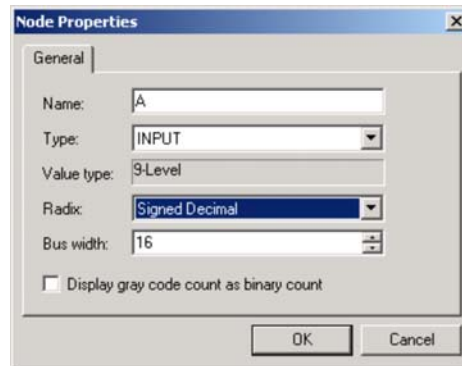 Node Properties
General
Name: A
Type: INPUT
Value type: 9-Level
Radix: Signed Decimal
Bus width: 16
Display gray code count as binary count
OK Cancel